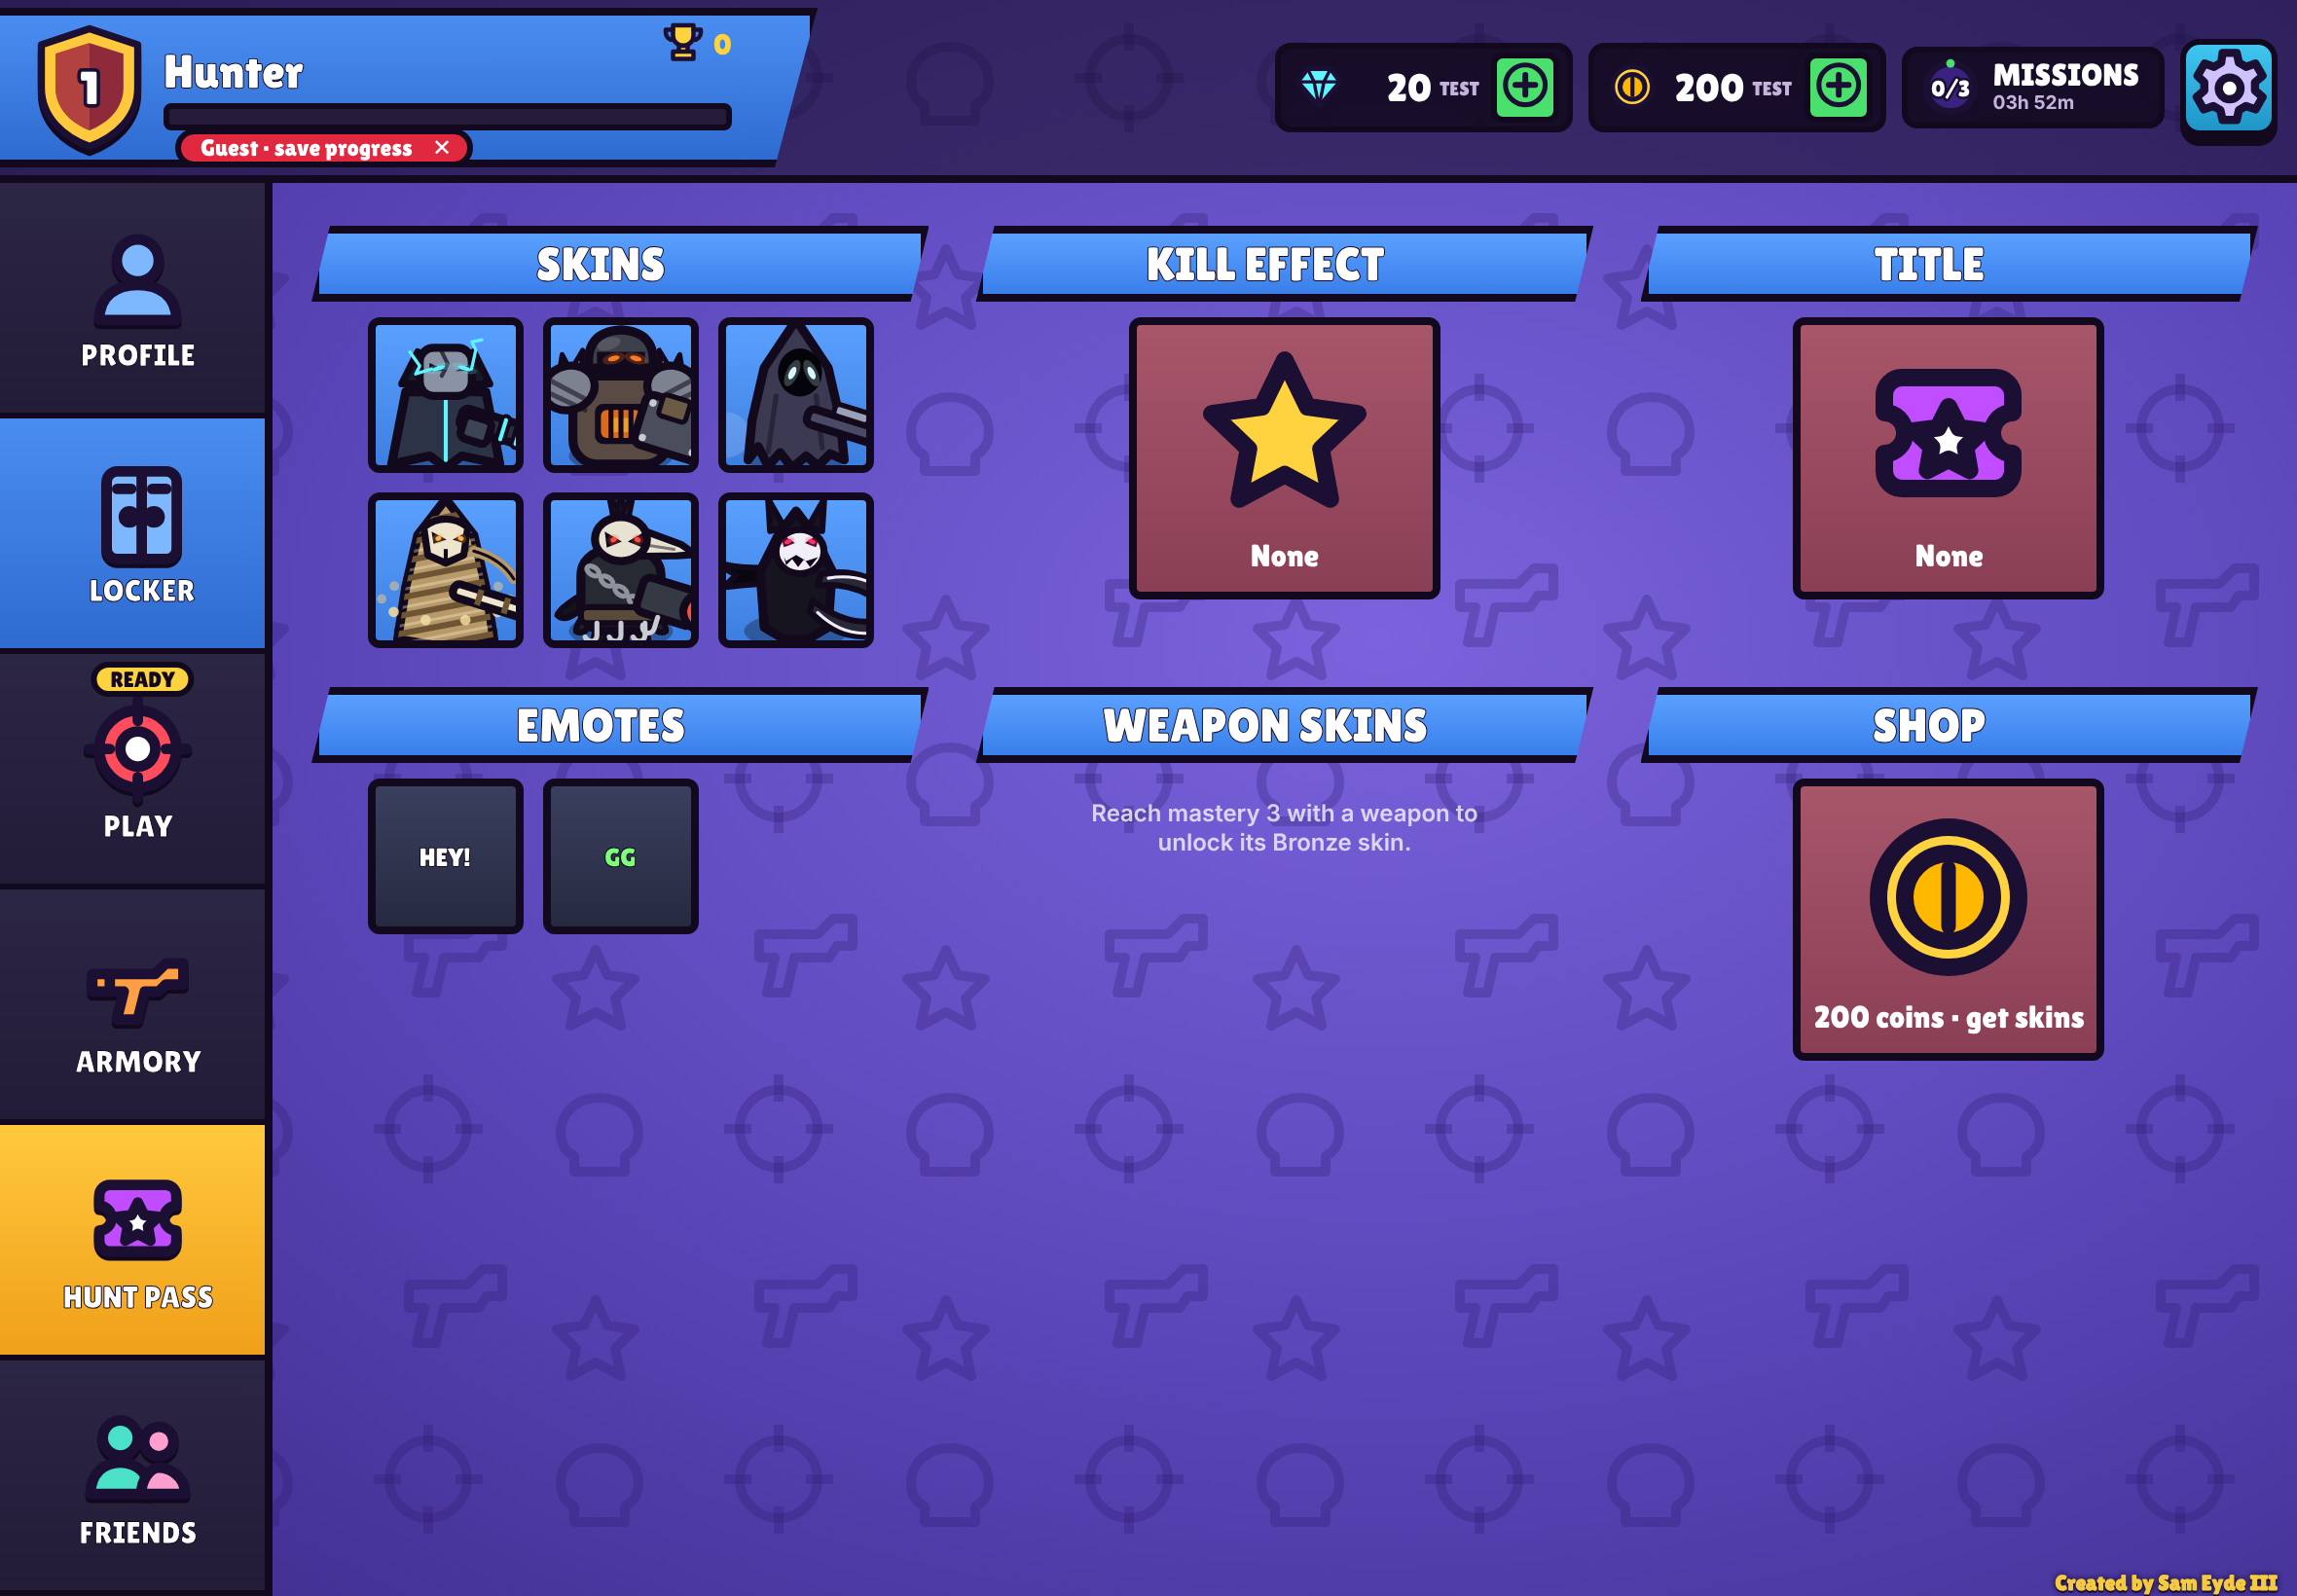 1
Hunter
0
Guest · save progress ✕
20 TEST
200 TEST
0/3
MISSIONS
03h 52m
PROFILE
LOCKER
READY
PLAY
ARMORY
HUNT PASS
FRIENDS
SKINS
KILL EFFECT
None
TITLE
None
EMOTES
HEY!
GG
WEAPON SKINS
Reach mastery 3 with a weapon to
unlock its Bronze skin.
SHOP
200 coins · get skins
Created by Sam Eyde III